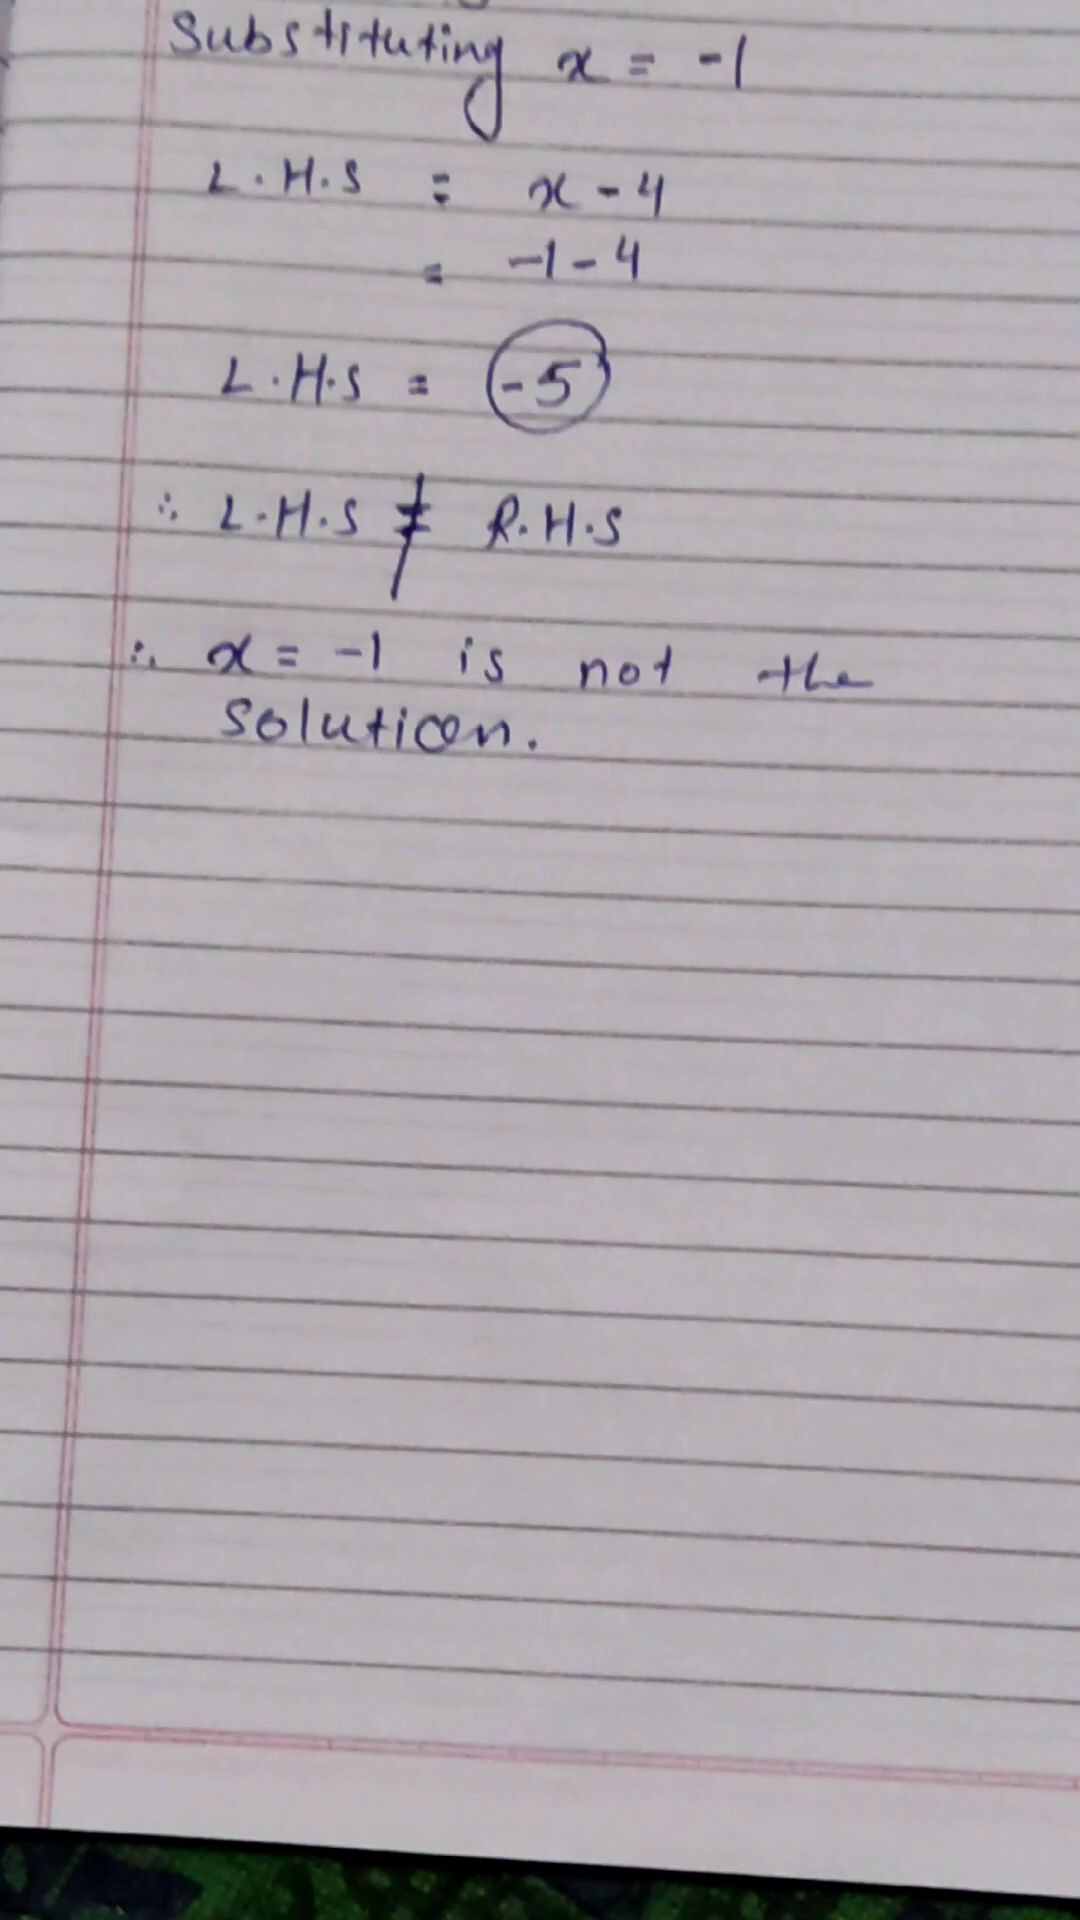 Substituting x = -1
L.H.S = x - 4
= -1 - 4
L.H.S = -5
∴ L.H.S ≠ R.H.S
∴ x = -1 is not the
solution.